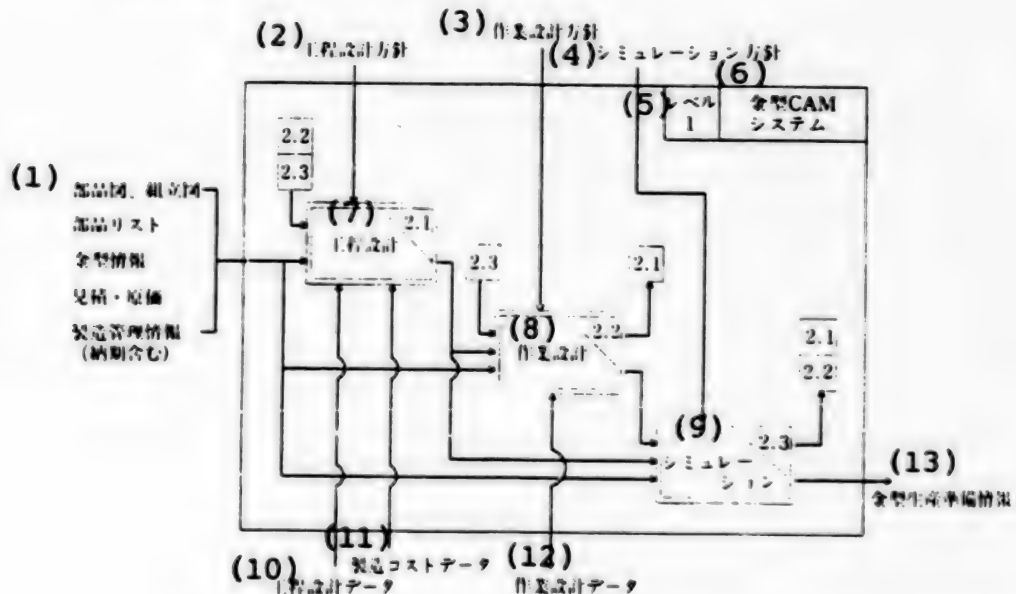 (2)工程設計方針
(3)作業設計方針
(4)シミュレーション方針
(5)レベル
1
(6)
金型CAM
システム
2.2
2.3
(1)
部品図、組立図
部品リスト
金型情報
見積・原価
製造管理情報
(納期含む)
(7)
2.1
工程設計
2.3
2.1
(8)
2.2
作業設計
2.1
2.2
(9)
2.3
シミュレー
ション
(13)
金型生産準備情報
(11)
製造コストデータ
(10)
工程設計データ
(12)
作業設計データ